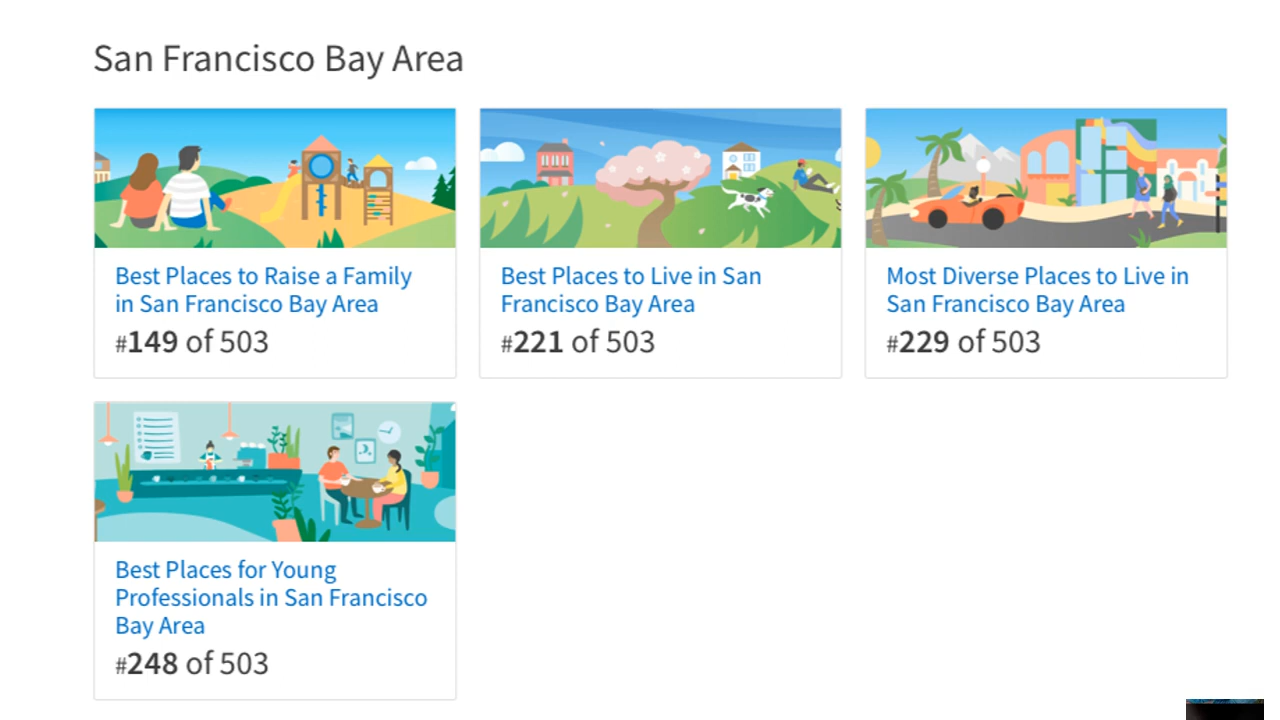 San Francisco Bay Area
Best Places to Raise a Family
in San Francisco Bay Area
#149 of 503
Best Places to Live in San
Francisco Bay Area
#221 of 503
Most Diverse Places to Live in
San Francisco Bay Area
#229 of 503
Best Places for Young
Professionals in San Francisco
Bay Area
#248 of 503